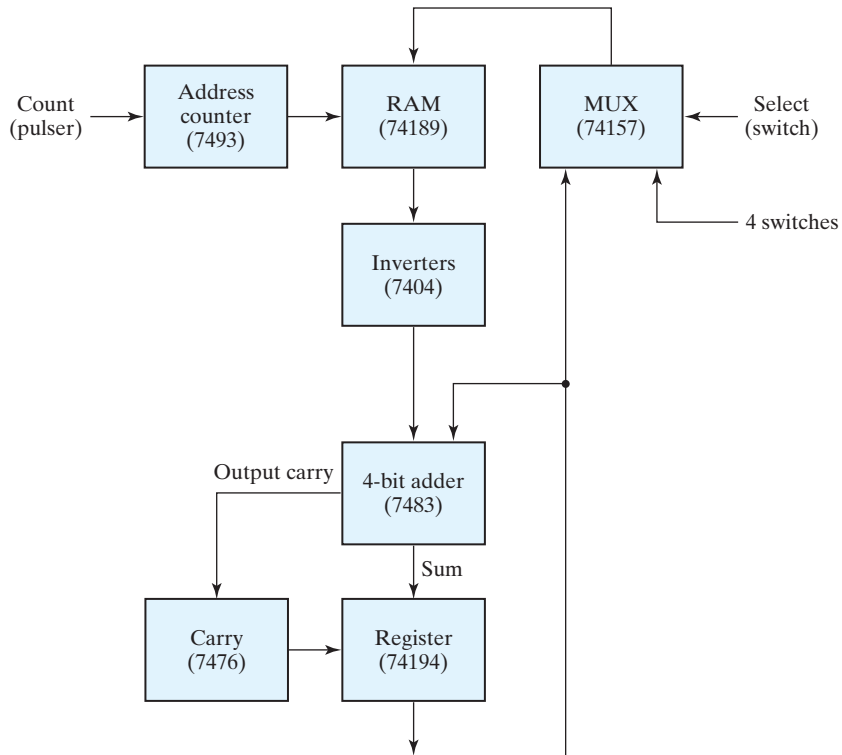 Count
(pulser)
Address
counter
(7493)
RAM
(74189)
MUX
(74157)
Select
(switch)
4 switches
Inverters
(7404)
Output carry
4-bit adder
(7483)
Sum
Carry
(7476)
Register
(74194)